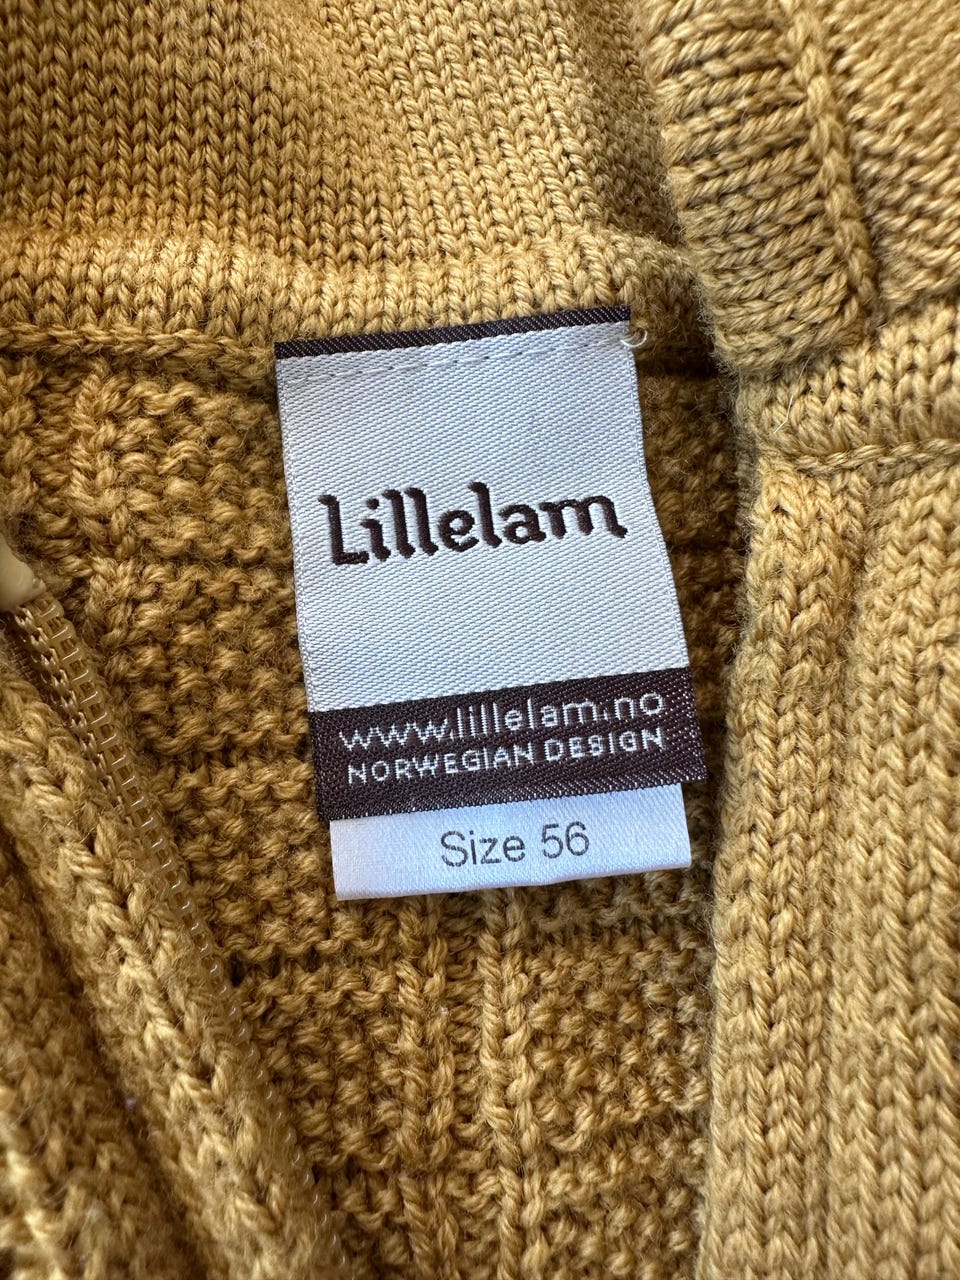 Lillelam
www.lillelam.no
NORWEGIAN DESIGN
Size 56